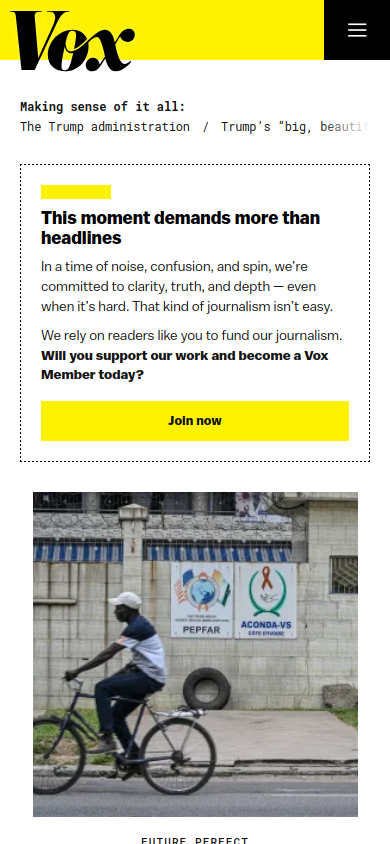 Vox
Making sense of it all:
The Trump administration / Trump’s “big, beautif
This moment demands more than
headlines
In a time of noise, confusion, and spin, we’re
committed to clarity, truth, and depth — even
when it’s hard. That kind of journalism isn’t easy.
We rely on readers like you to fund our journalism.
Will you support our work and become a Vox
Member today?
Join now
PEPFAR
ACONDA-VS
CÔTE D'IVOIRE
FUTURE PERFECT